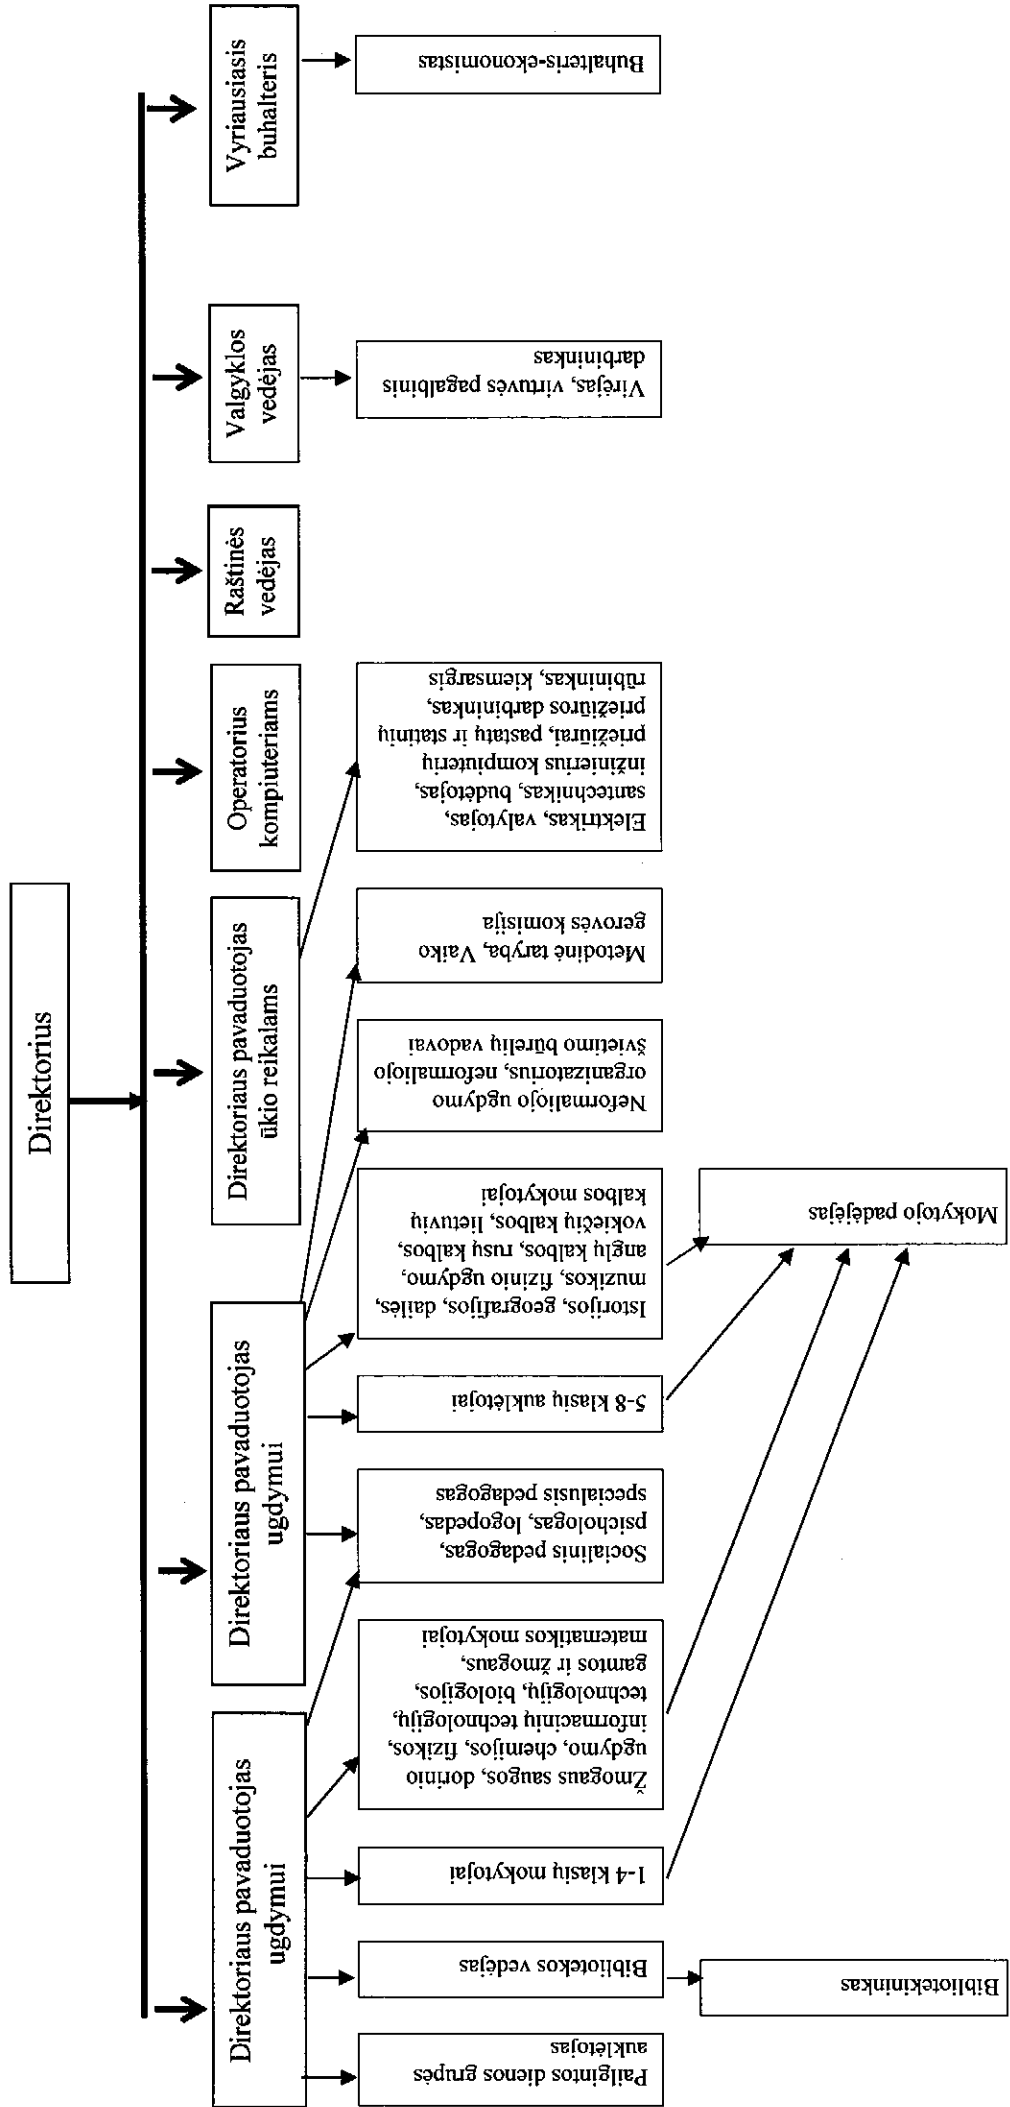 Direktorius
Direktoriaus pavaduotojas
ugdymui
Direktoriaus pavaduotojas
ugdymui
Direktoriaus pavaduotojas
ūkio reikalams
Operatorius
kompiuteriams
Raštinės
vedėjas
Valgyklos
vedėjas
Vyriausiasis
buhalteris
Pailgintos dienos grupės
auklėtojas
Bibliotekos vedėjas
1-4 klasių mokytojai
Žmogaus saugos, dorinio
ugdymo, chemijos, fizikos,
informacinių technologijų,
technologijų, biologijos,
gamtos ir žmogaus,
matematikos mokytojai
Socialinis pedagogas,
psichologas, logopedas,
specialusis pedagogas
5-8 klasių auklėtojai
Istorijos, geografijos, dailės,
muzikos, fizinio ugdymo,
anglų kalbos, rusų kalbos,
vokiečių kalbos, lietuvių
kalbos mokytojai
Neformaliojo ugdymo
organizatorius, neformaliojo
švietimo būrelių vadovai
Metodinė taryba, Vaiko
gerovės komisija
Elektrikas, valytojas,
santechnikas, budėtojas,
inžinierius kompiuterių
priežiūrai, pastatų ir statinių
priežiūros darbininkas,
rūbininkas, kiemsargis
Virėjas, virtuvės pagalbinis
darbininkas
Buhalteris-ekonomistas
Bibliotekininkas
Mokytojo padėjėjas